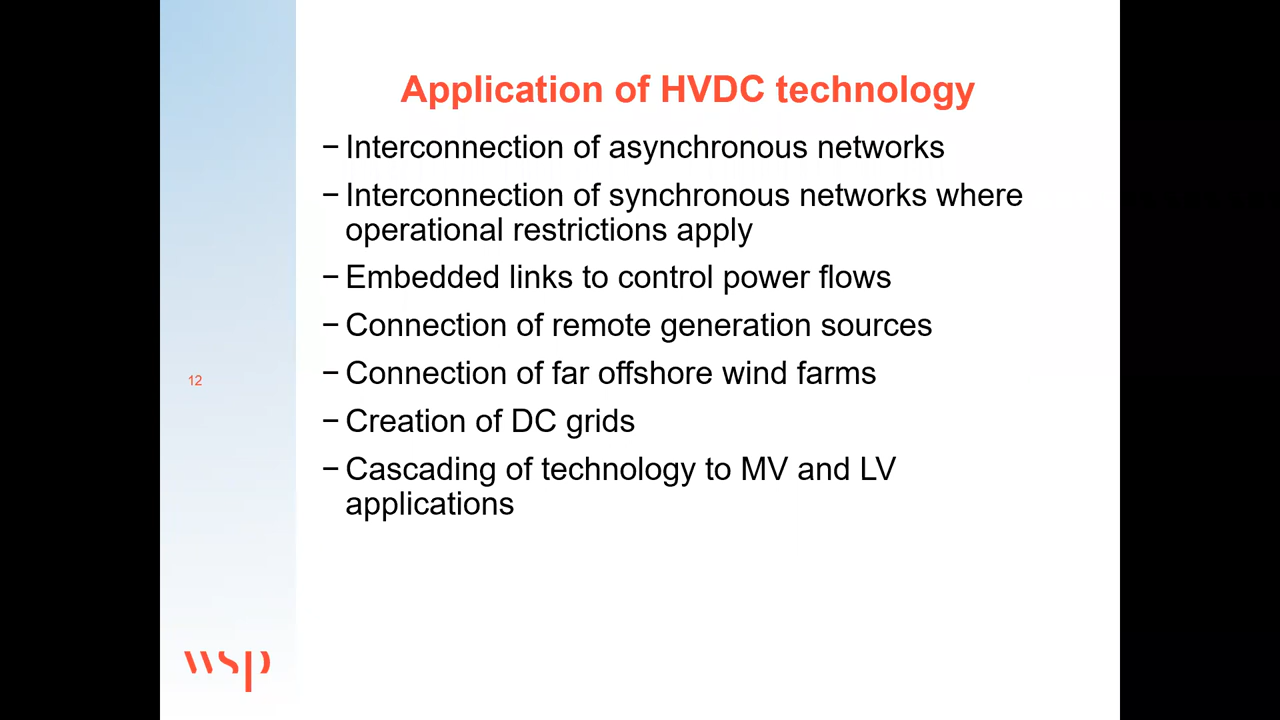 Application of HVDC technology
− Interconnection of asynchronous networks
− Interconnection of synchronous networks where
operational restrictions apply
− Embedded links to control power flows
− Connection of remote generation sources
− Connection of far offshore wind farms
− Creation of DC grids
− Cascading of technology to MV and LV
applications
12
wsp